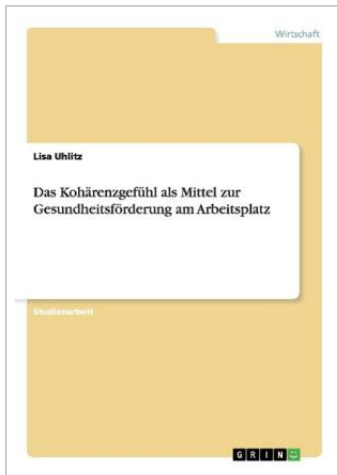 Wirtschaft
Lisa Uhlitz
Das Kohärenzgefühl als Mittel zur
Gesundheitsförderung am Arbeitsplatz
Studienarbeit
GRIN